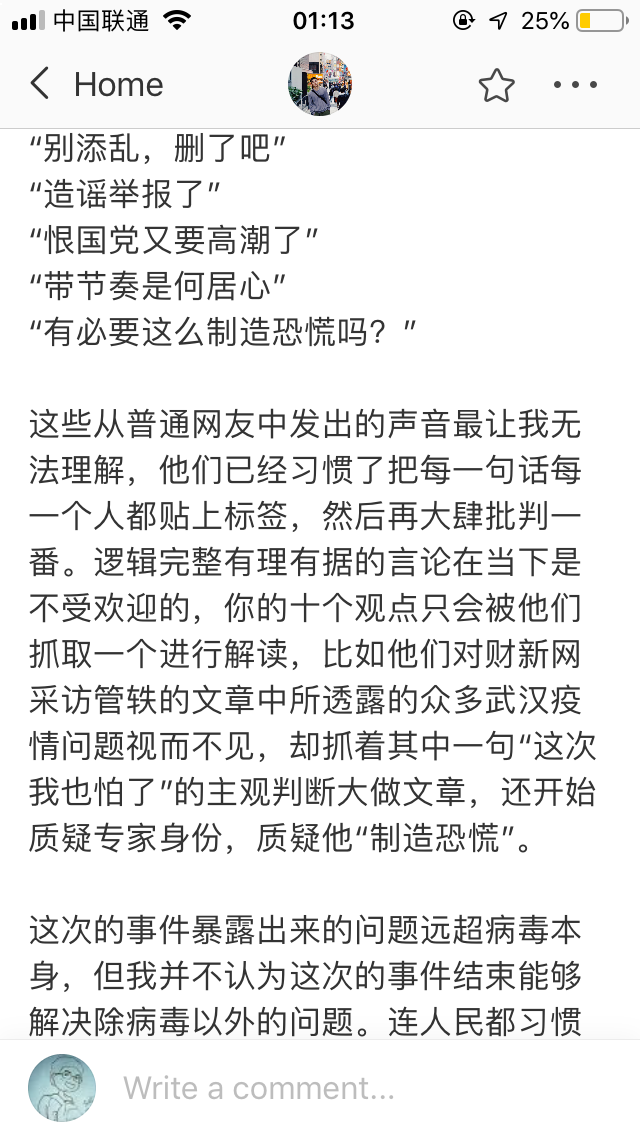 中国联通 01:13 25%
Home
“别添乱，删了吧”
“造谣举报了”
“恨国党又要高潮了”
“带节奏是何居心”
“有必要这么制造恐慌吗？”
这些从普通网友中发出的声音最让我无
法理解，他们已经习惯了把每一句话每
一个人都贴上标签，然后再大肆批判一
番。逻辑完整有理有据的言论在当下是
不受欢迎的，你的十个观点只会被他们
抓取一个进行解读，比如他们对财新网
采访管轶的文章中所透露的众多武汉疫
情问题视而不见，却抓着其中一句“这次
我也怕了”的主观判断大做文章，还开始
质疑专家身份，质疑他“制造恐慌”。
这次的事件暴露出来的问题远超病毒本
身，但我并不认为这次的事件结束能够
解决除病毒以外的问题。连人民都习惯
Write a comment...